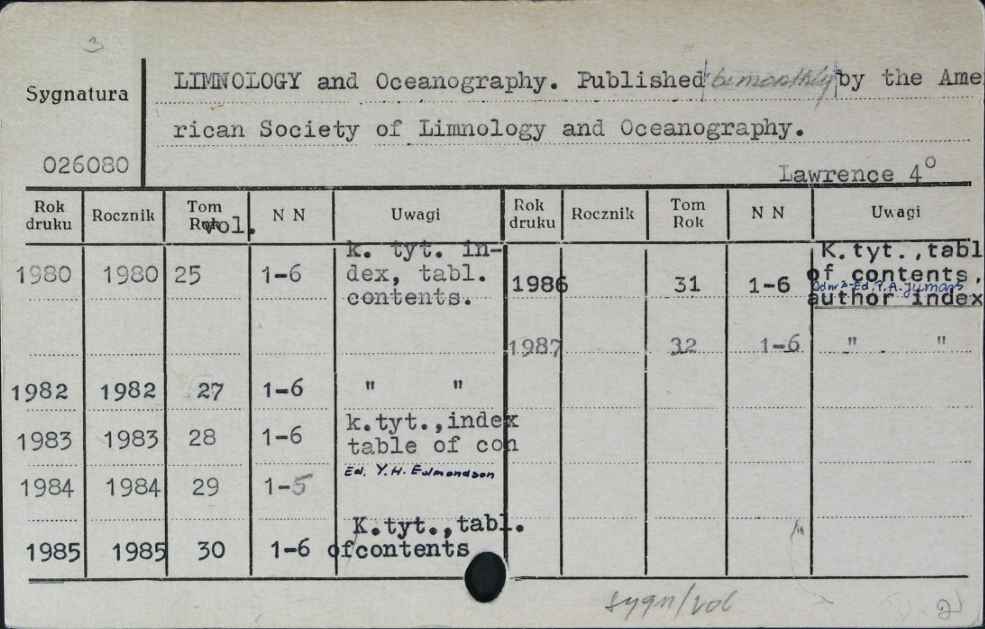 3
LIMNOLOGY and Oceanography. Published bimonthly by the Ame
Sygnatura
rican Society of Limnology and Oceanography.
026080
Lawrence 4°
Rok druku Rocznik Tom Rok vol. N N Uwagi Rok druku Rocznik Tom Rok N N Uwagi
1980 1980 25 1-6 k. tyt. in-
dex, tabl.
contents.
1986 31 1-6 K.tyt.,tabl
of contents,
Ed. P.A. Jumars
author index
1987 32 1-6 " "
1982 1982 27 1-6 " "
1983 1983 28 1-6 k.tyt.,index
table of con
Ed. Y.H. Edmondson
1984 1984 29 1-5
1985 1985 30 1-6 K.tyt.,tabl.
ofcontents
sygn/vol
2